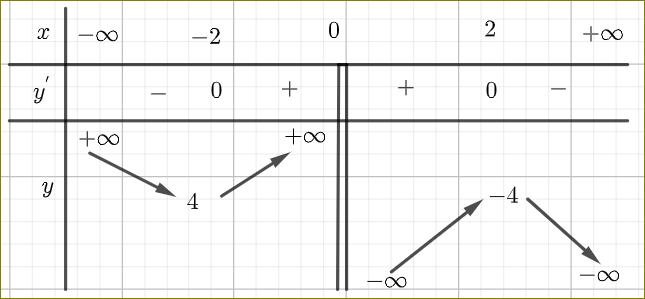 x −∞ −2 0 2 +∞
y' − 0 + + 0 −
+∞ +∞
y 4 −4
−∞ −∞